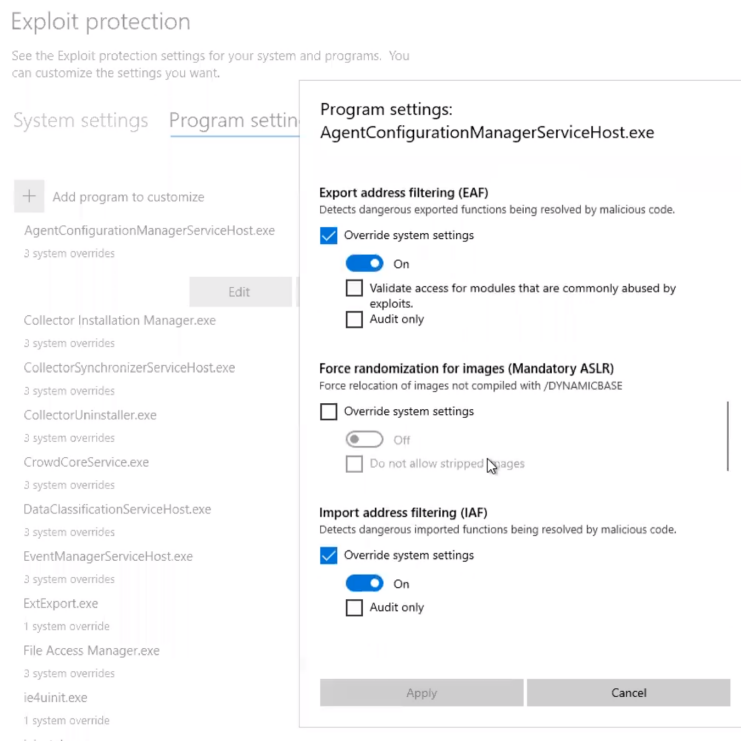 Exploit protection
See the Exploit protection settings for your system and programs. You
can customize the settings you want.
System settings
Program settin
Add program to customize
AgentConfigurationManagerServiceHost.exe
3 system overrides
Edit
Collector Installation Manager.exe
3 system overrides
CollectorSynchronizerServiceHost.exe
3 system overrides
CollectorUninstaller.exe
3 system overrides
CrowdCoreService.exe
3 system overrides
DataClassificationServiceHost.exe
3 system overrides
EventManagerServiceHost.exe
3 system overrides
ExtExport.exe
1 system override
File Access Manager.exe
3 system overrides
ie4uinit.exe
1 system override
Program settings:
AgentConfigurationManagerServiceHost.exe
Export address filtering (EAF)
Detects dangerous exported functions being resolved by malicious code.
Override system settings
On
Validate access for modules that are commonly abused by
exploits.
Audit only
Force randomization for images (Mandatory ASLR)
Force relocation of images not compiled with /DYNAMICBASE
Override system settings
Off
Do not allow stripped images
Import address filtering (IAF)
Detects dangerous imported functions being resolved by malicious code.
Override system settings
On
Audit only
Apply
Cancel